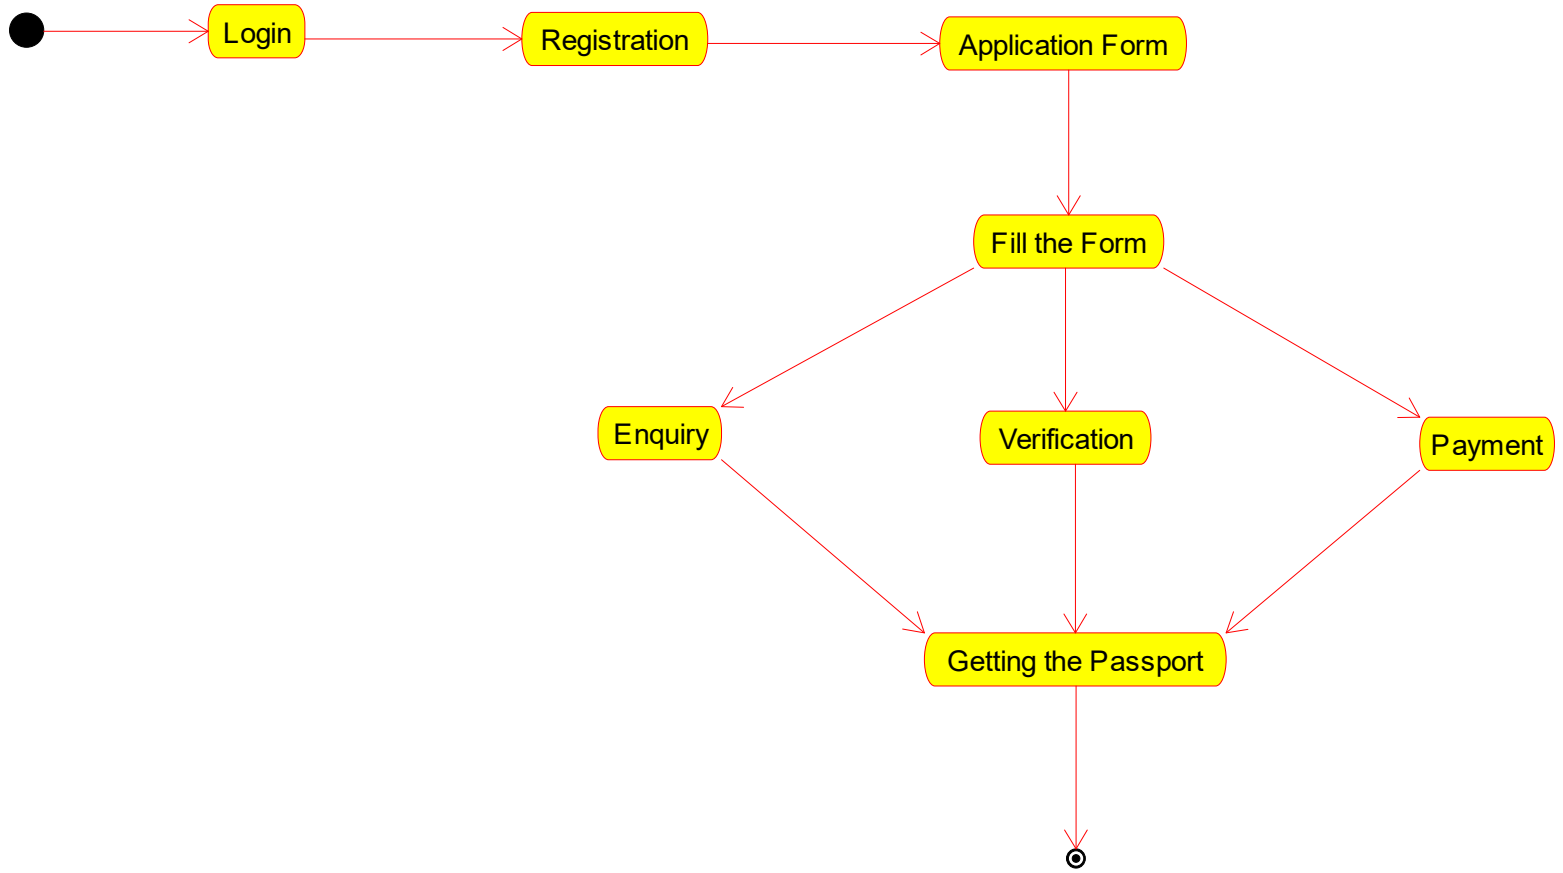 Login
Registration
Application Form
Fill the Form
Enquiry
Verification
Payment
Getting the Passport